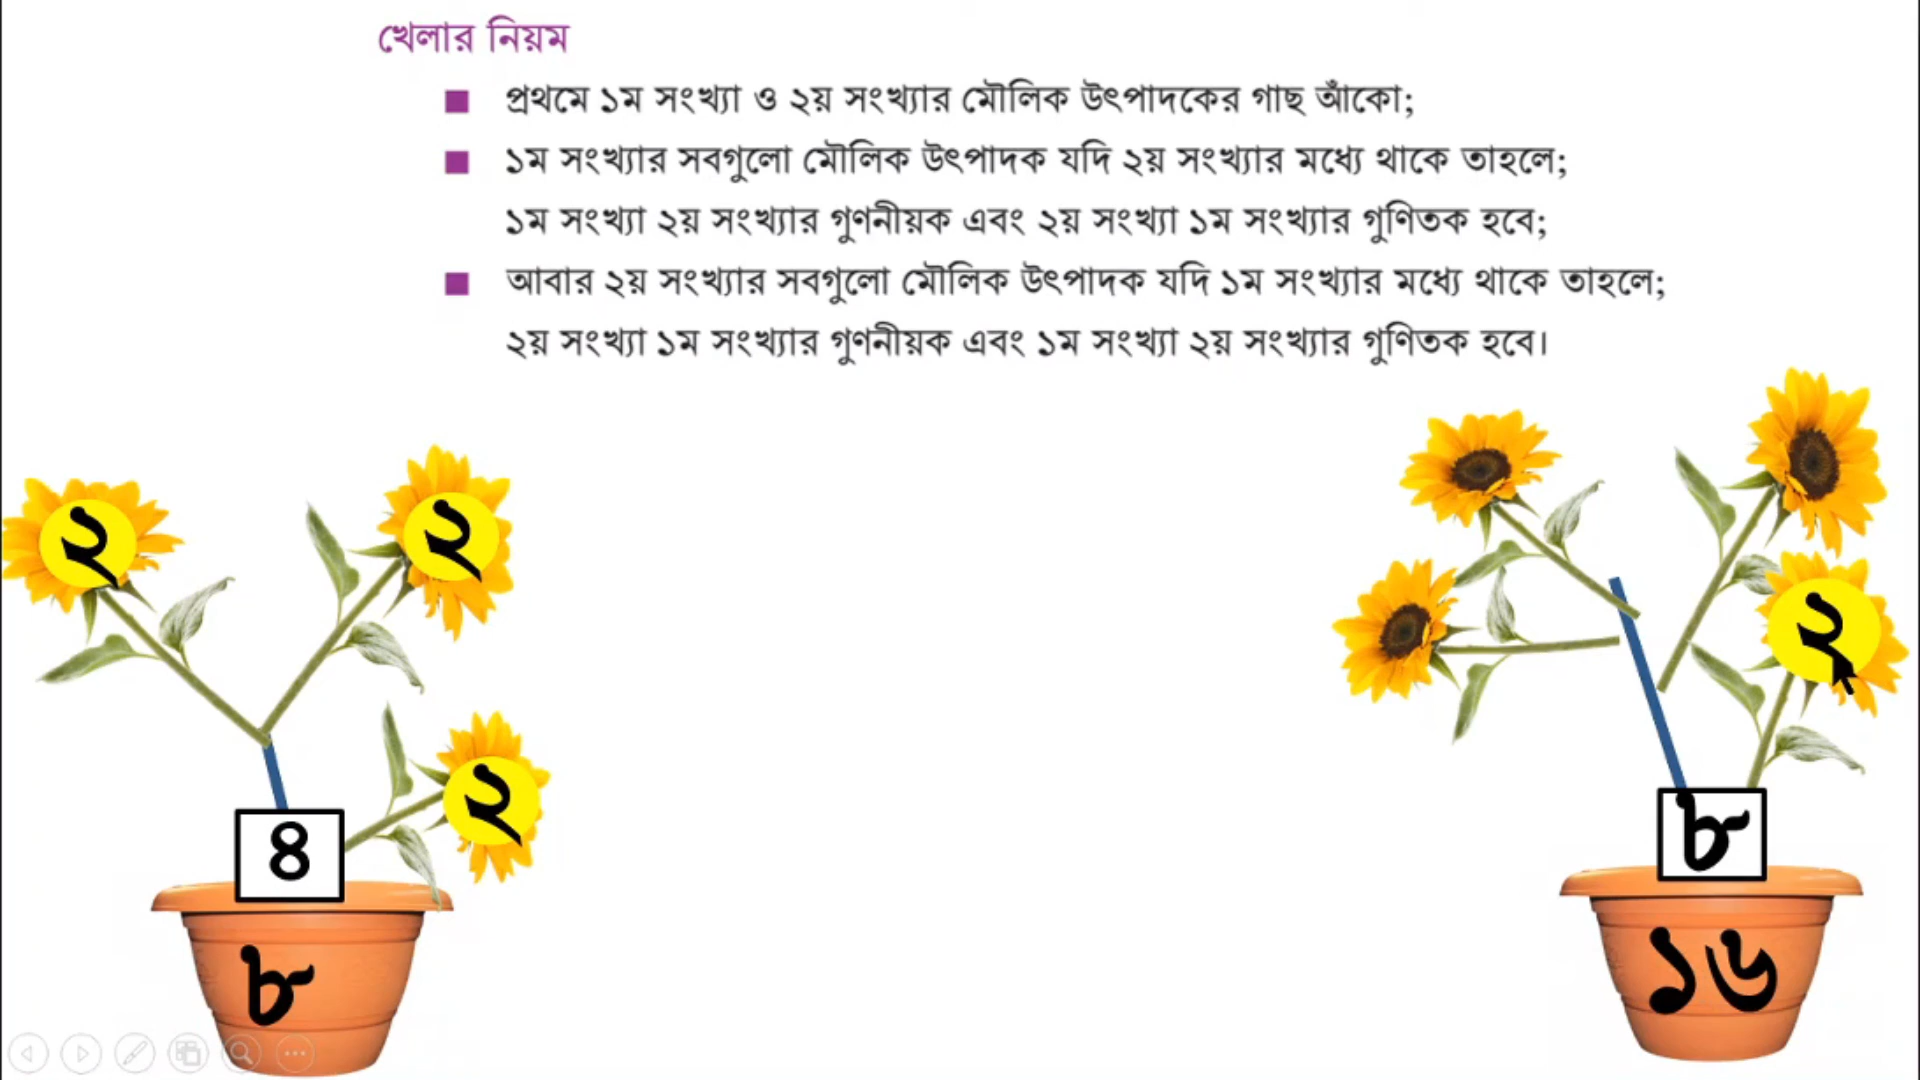 খেলার নিয়ম
■ প্রথমে ১ম সংখ্যা ও ২য় সংখ্যার মৌলিক উৎপাদকের গাছ আঁকো;
■ ১ম সংখ্যার সবগুলো মৌলিক উৎপাদক যদি ২য় সংখ্যার মধ্যে থাকে তাহলে;
১ম সংখ্যা ২য় সংখ্যার গুণনীয়ক এবং ২য় সংখ্যা ১ম সংখ্যার গুণিতক হবে;
■ আবার ২য় সংখ্যার সবগুলো মৌলিক উৎপাদক যদি ১ম সংখ্যার মধ্যে থাকে তাহলে;
২য় সংখ্যা ১ম সংখ্যার গুণনীয়ক এবং ১ম সংখ্যা ২য় সংখ্যার গুণিতক হবে।
২
২
২
৪
৮
২
৮
১৬